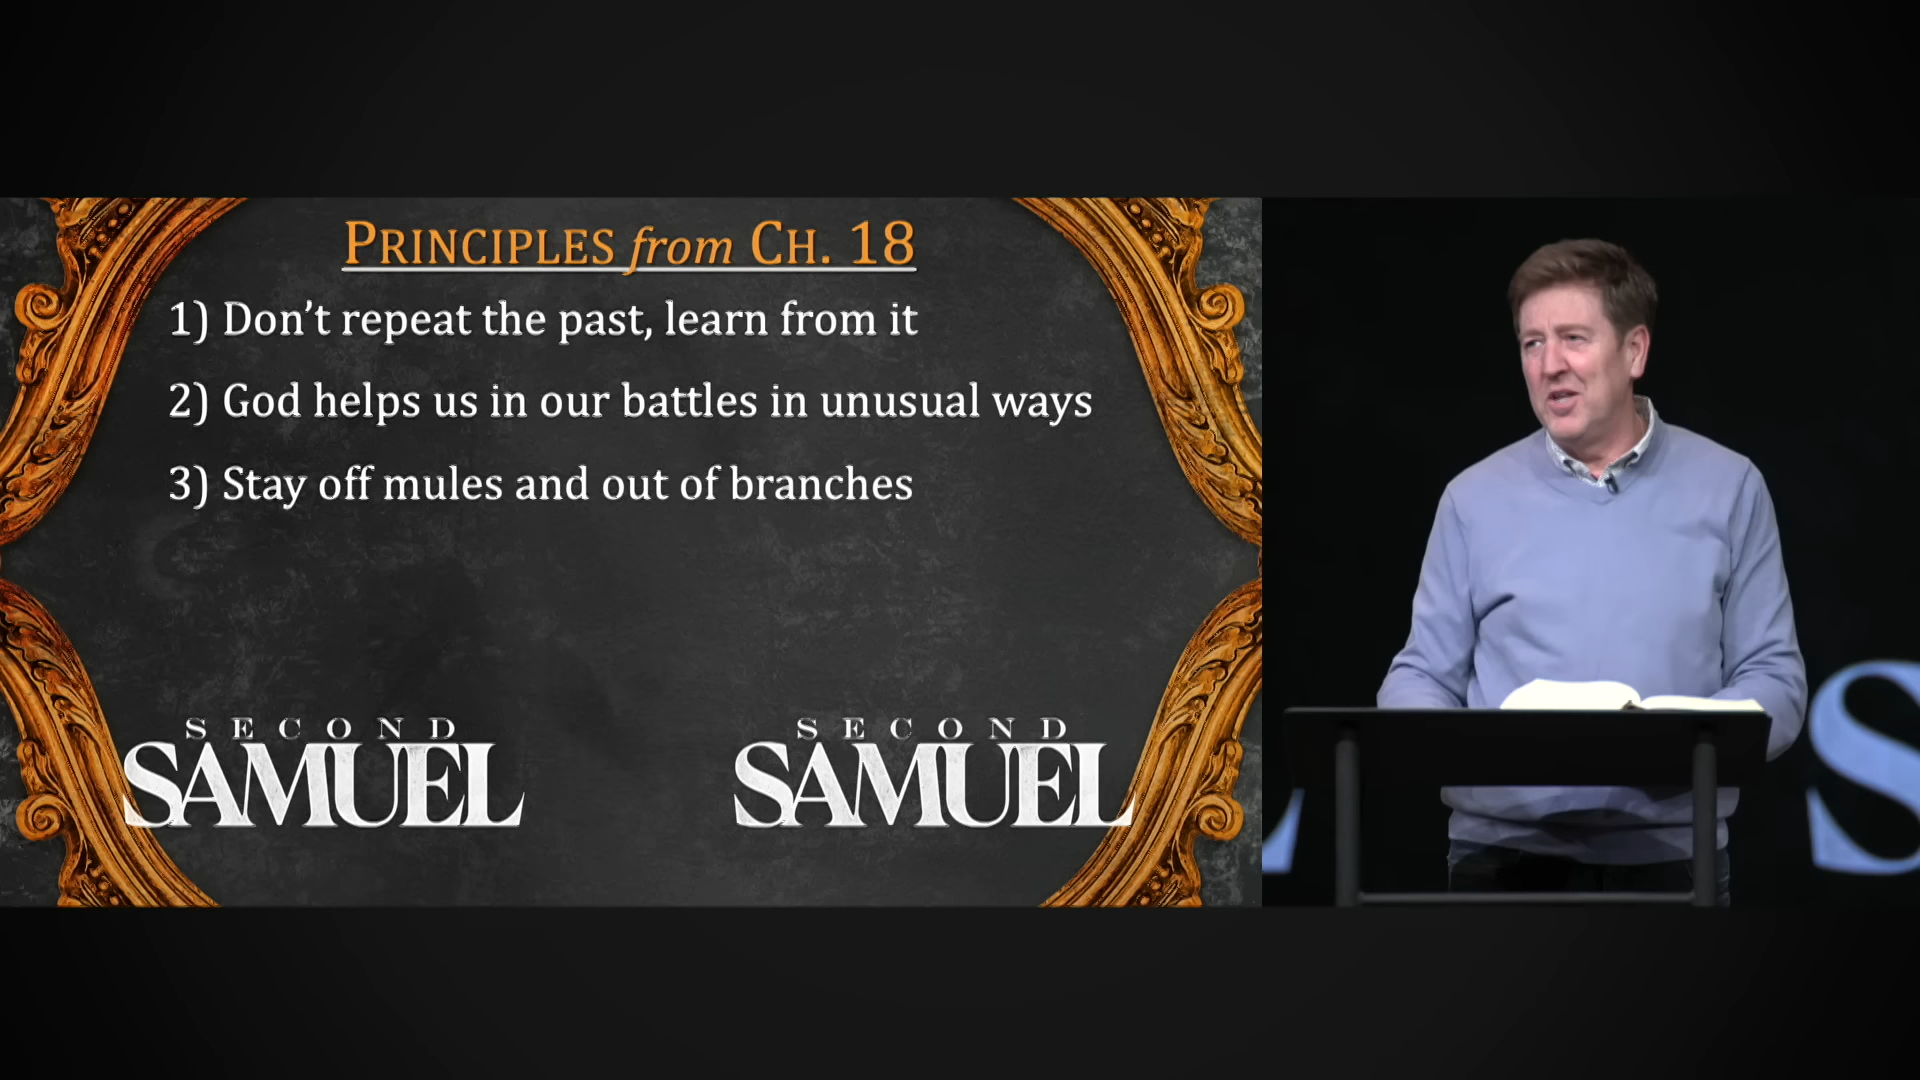 PRINCIPLES from CH. 18
1) Don’t repeat the past, learn from it
2) God helps us in our battles in unusual ways
3) Stay off mules and out of branches
SECOND
SAMUEL
SECOND
SAMUEL
S